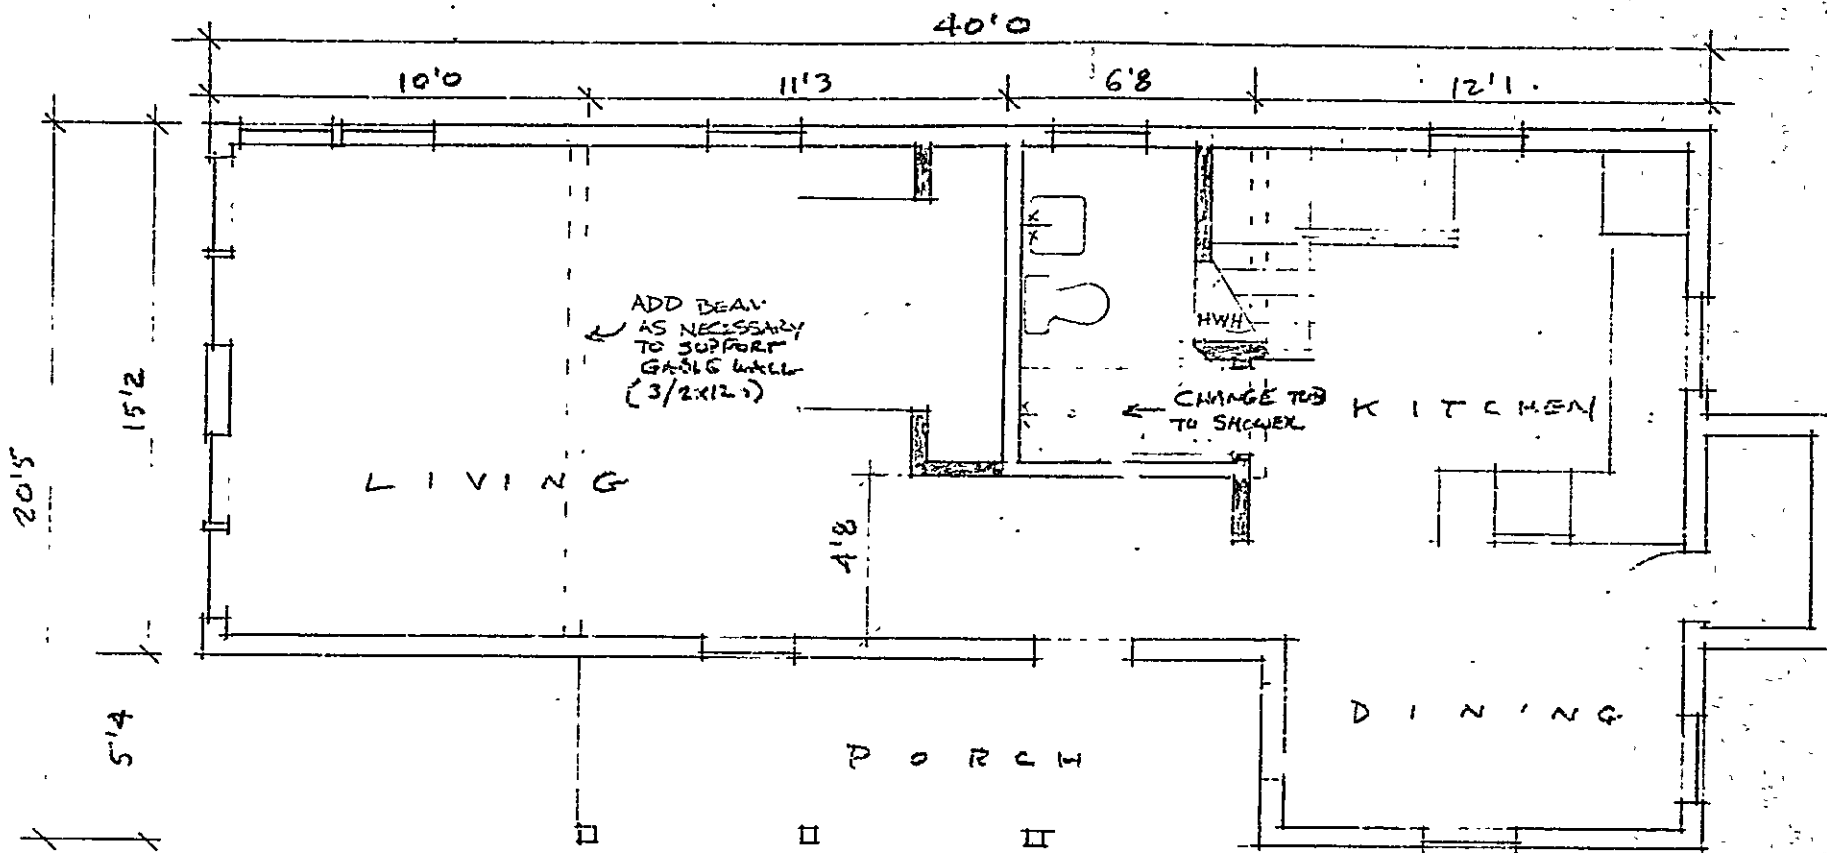 40'0
10'0 11'3 6'8 12'1
15'2
20'5
5'4
4'8
ADD BEAM
AS NECESSARY
TO SUPPORT
GABLE WALL
(3/2x12's)
HWH
CHANGE TUB
TO SHOWER
KITCHEN
LIVING
DINING
PORCH